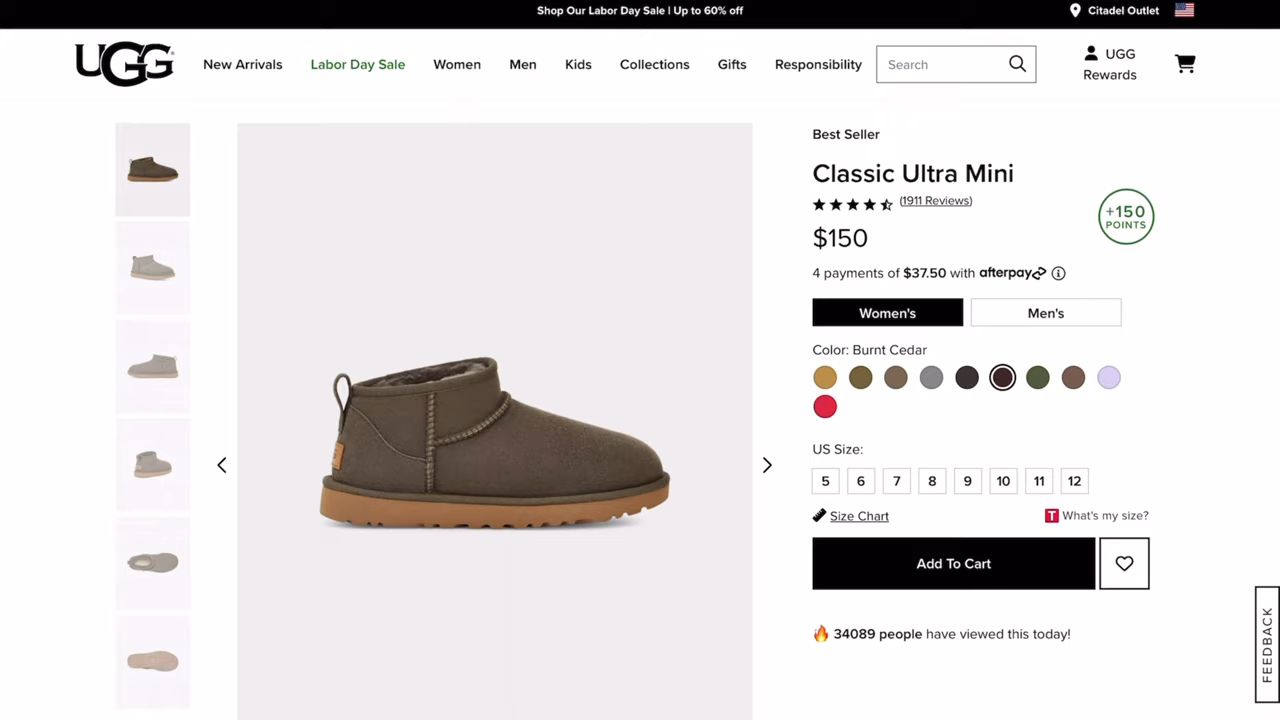 Shop Our Labor Day Sale | Up to 60% off
Citadel Outlet
UGG
New Arrivals
Labor Day Sale
Women
Men
Kids
Collections
Gifts
Responsibility
Search
UGG
Rewards
Best Seller
Classic Ultra Mini
(1911 Reviews)
$150
+150
POINTS
4 payments of $37.50 with afterpay
Women's
Men's
Color: Burnt Cedar
US Size:
5 6 7 8 9 10 11 12
Size Chart
T What's my size?
Add To Cart
34089 people have viewed this today!
FEEDBACK